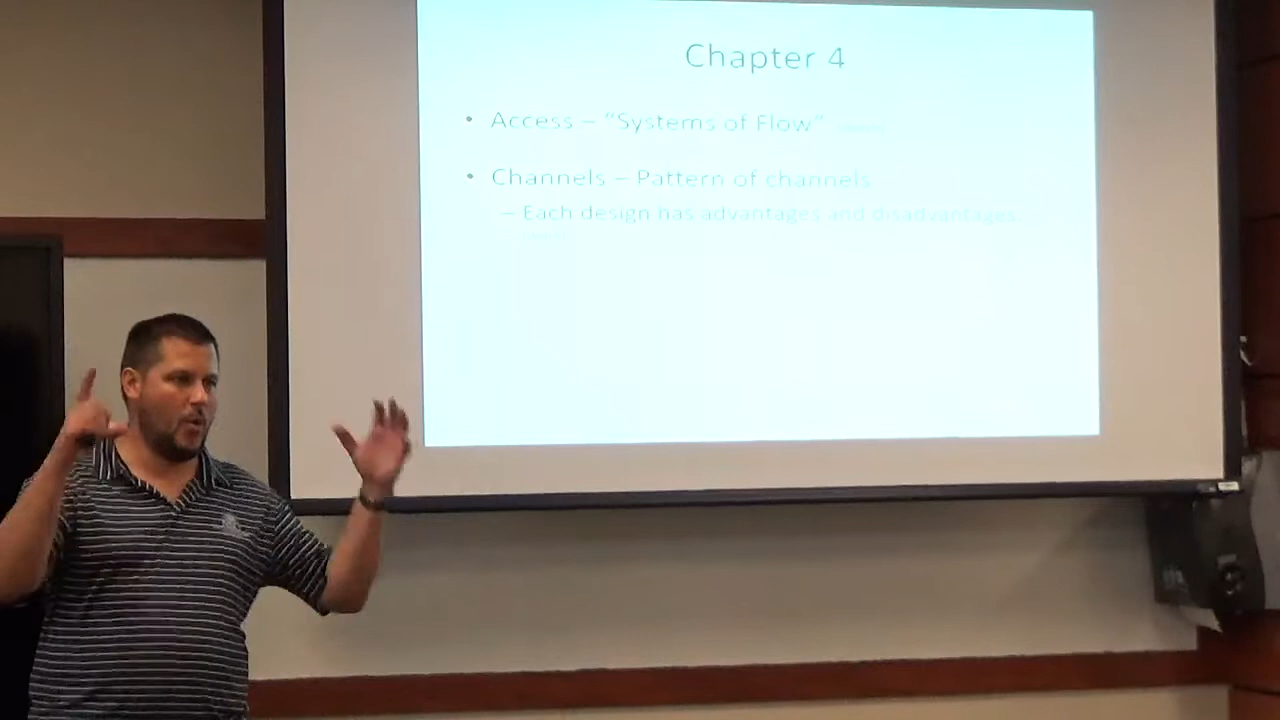 Chapter 4
• Access – “Systems of Flow”
• Channels – Pattern of channels
– Each design has advantages and disadvantages